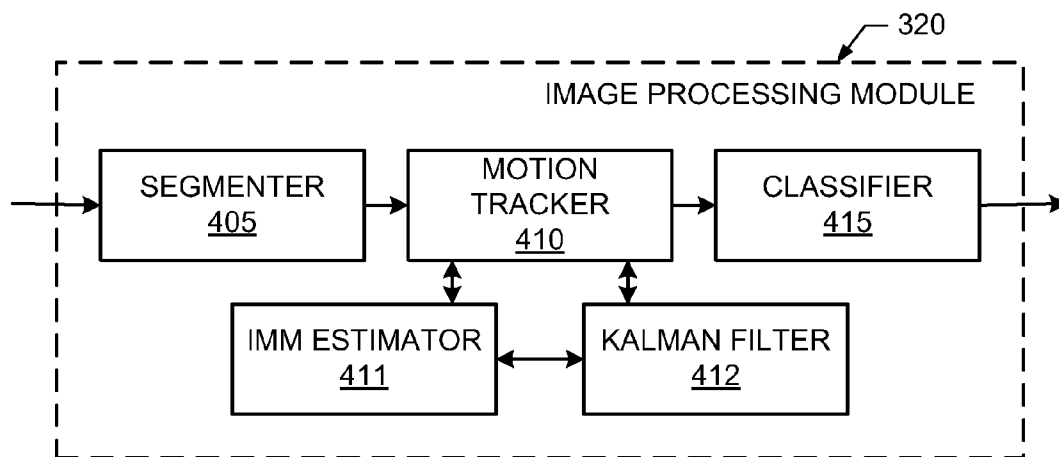 320
IMAGE PROCESSING MODULE
SEGMENTER
405
MOTION
TRACKER
410
CLASSIFIER
415
IMM ESTIMATOR
411
KALMAN FILTER
412